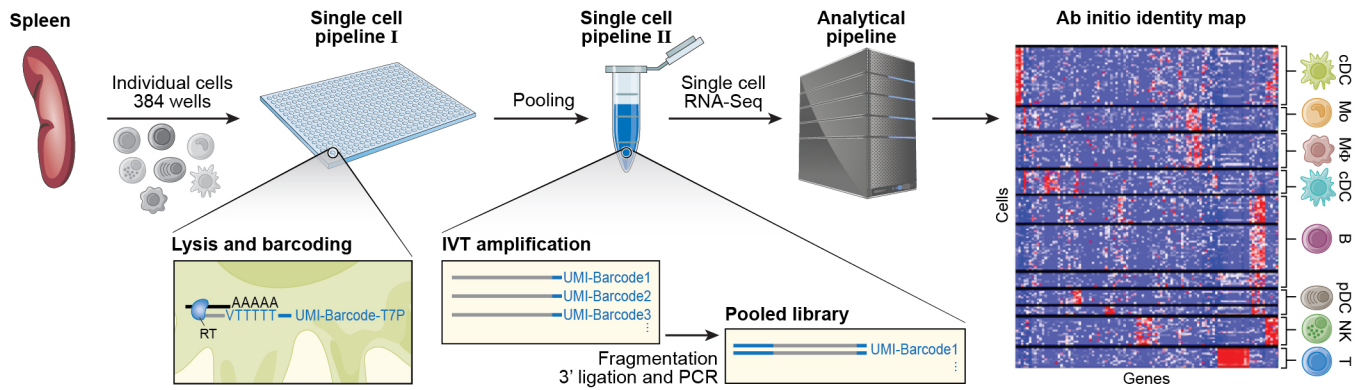 Spleen
Single cell
pipeline I
Single cell
pipeline II
Analytical
pipeline
Ab initio identity map
Individual cells
384 wells
Pooling
Single cell
RNA-Seq
Lysis and barcoding
AAAAA
VTTTTT
UMI-Barcode-T7P
RT
IVT amplification
UMI-Barcode1
UMI-Barcode2
UMI-Barcode3
⋮
Fragmentation
3' ligation and PCR
Pooled library
UMI-Barcode1
⋮
Cells
Genes
cDC
Mo
MΦ
cDC
B
pDC
NK
T